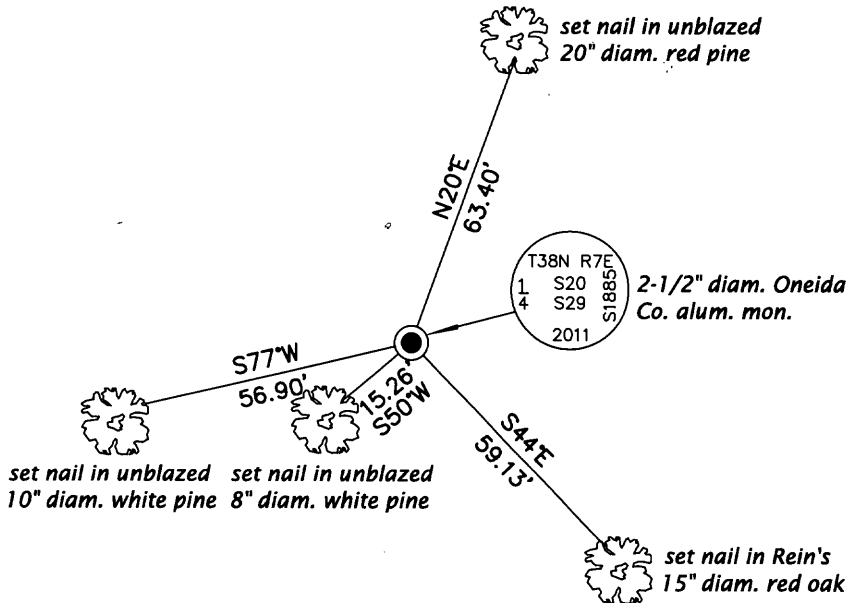 set nail in unblazed
20" diam. red pine
N20°E
63.40'
T38N R7E
1 S20
4 S29
S1885
2011
2-1/2" diam. Oneida
Co. alum. mon.
S77°W
56.90'
15.26'
S50°W
S44°E
59.13'
set nail in unblazed
10" diam. white pine
set nail in unblazed
8" diam. white pine
set nail in Rein's
15" diam. red oak